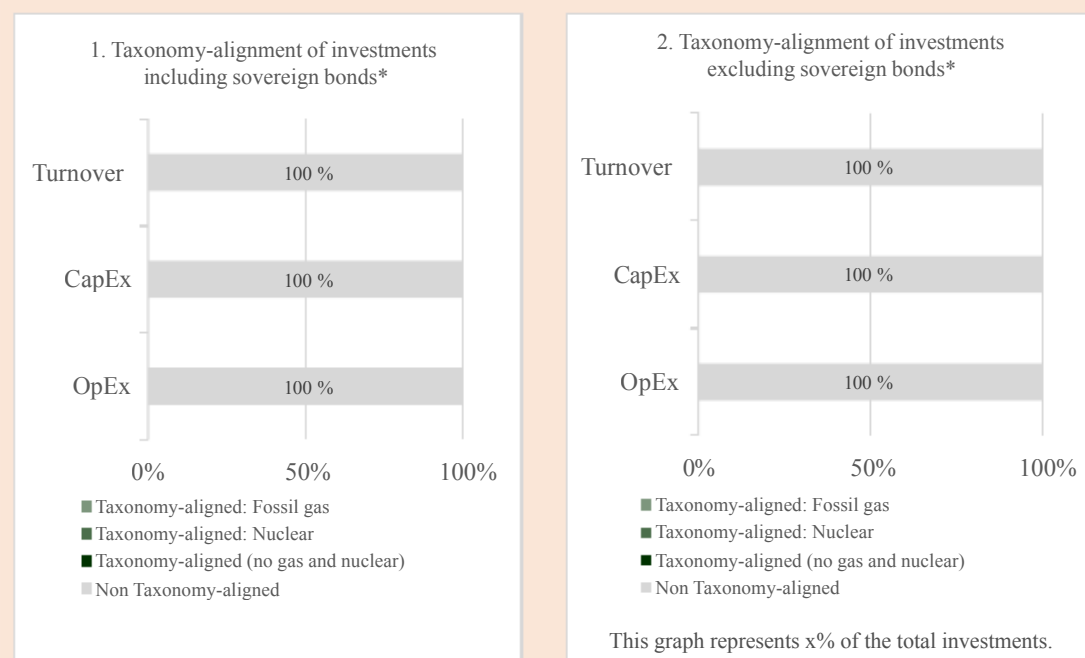 1. Taxonomy-alignment of investments
including sovereign bonds*
Turnover
100 %
CapEx
100 %
OpEx
100 %
0%
50%
100%
Taxonomy-aligned: Fossil gas
Taxonomy-aligned: Nuclear
Taxonomy-aligned (no gas and nuclear)
Non Taxonomy-aligned
2. Taxonomy-alignment of investments
excluding sovereign bonds*
Turnover
100 %
CapEx
100 %
OpEx
100 %
0%
50%
100%
Taxonomy-aligned: Fossil gas
Taxonomy-aligned: Nuclear
Taxonomy-aligned (no gas and nuclear)
Non Taxonomy-aligned
This graph represents x% of the total investments.